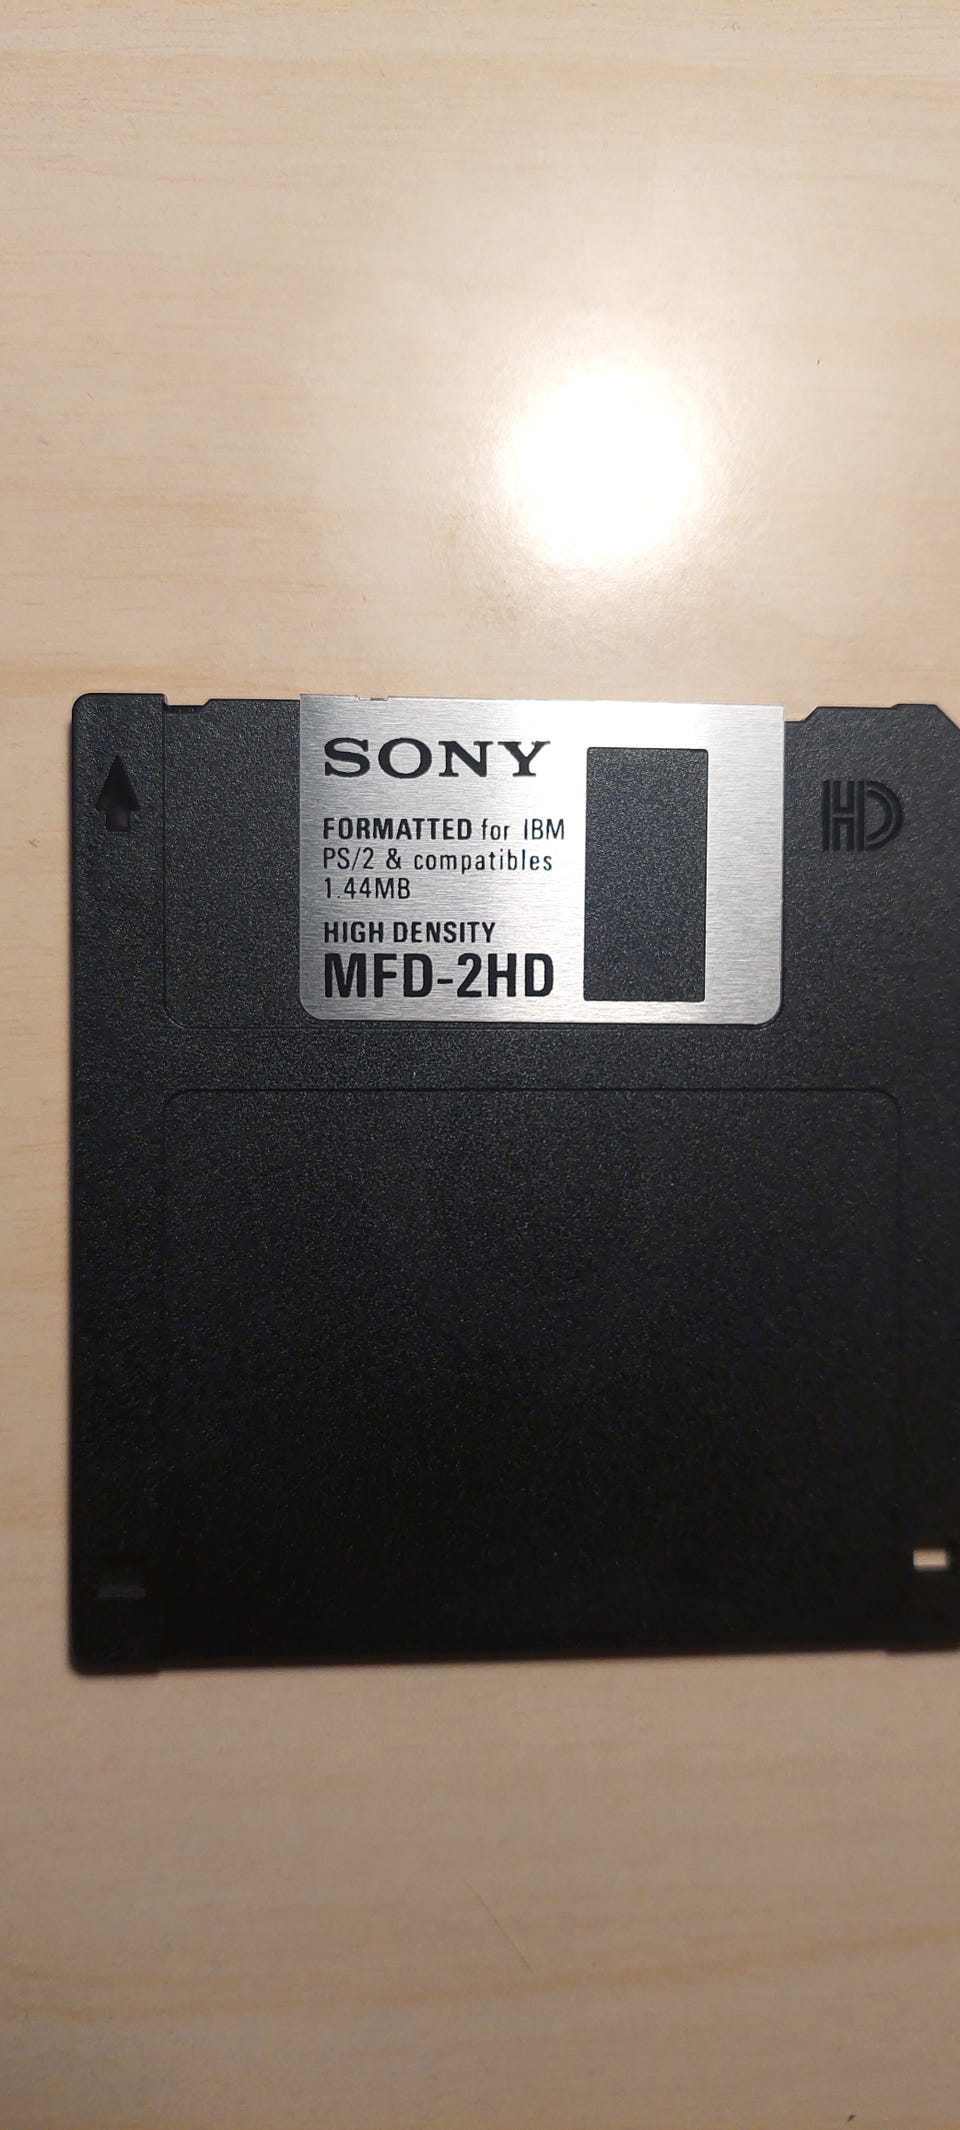 SONY
FORMATTED for IBM
PS/2 & compatibles
1.44MB
HIGH DENSITY
MFD-2HD
HD